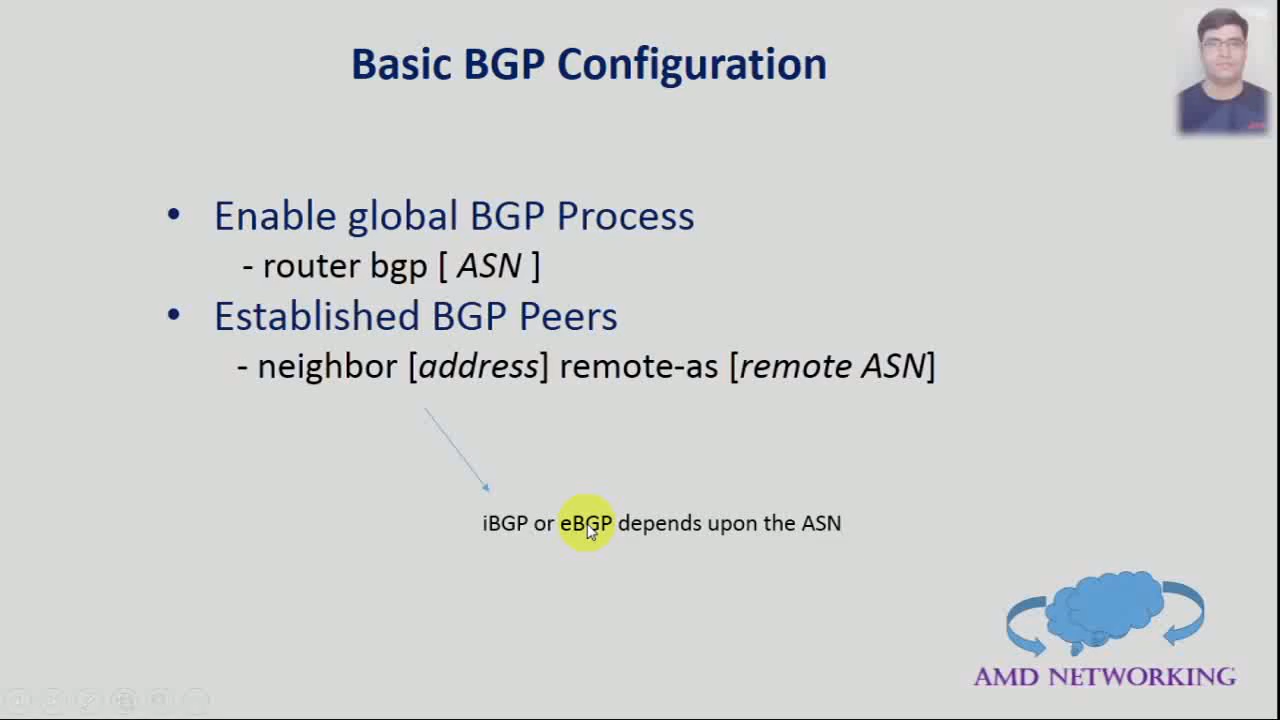 Basic BGP Configuration
• Enable global BGP Process
- router bgp [ ASN ]
• Established BGP Peers
- neighbor [address] remote-as [remote ASN]
iBGP or eBGP depends upon the ASN
AMD NETWORKING